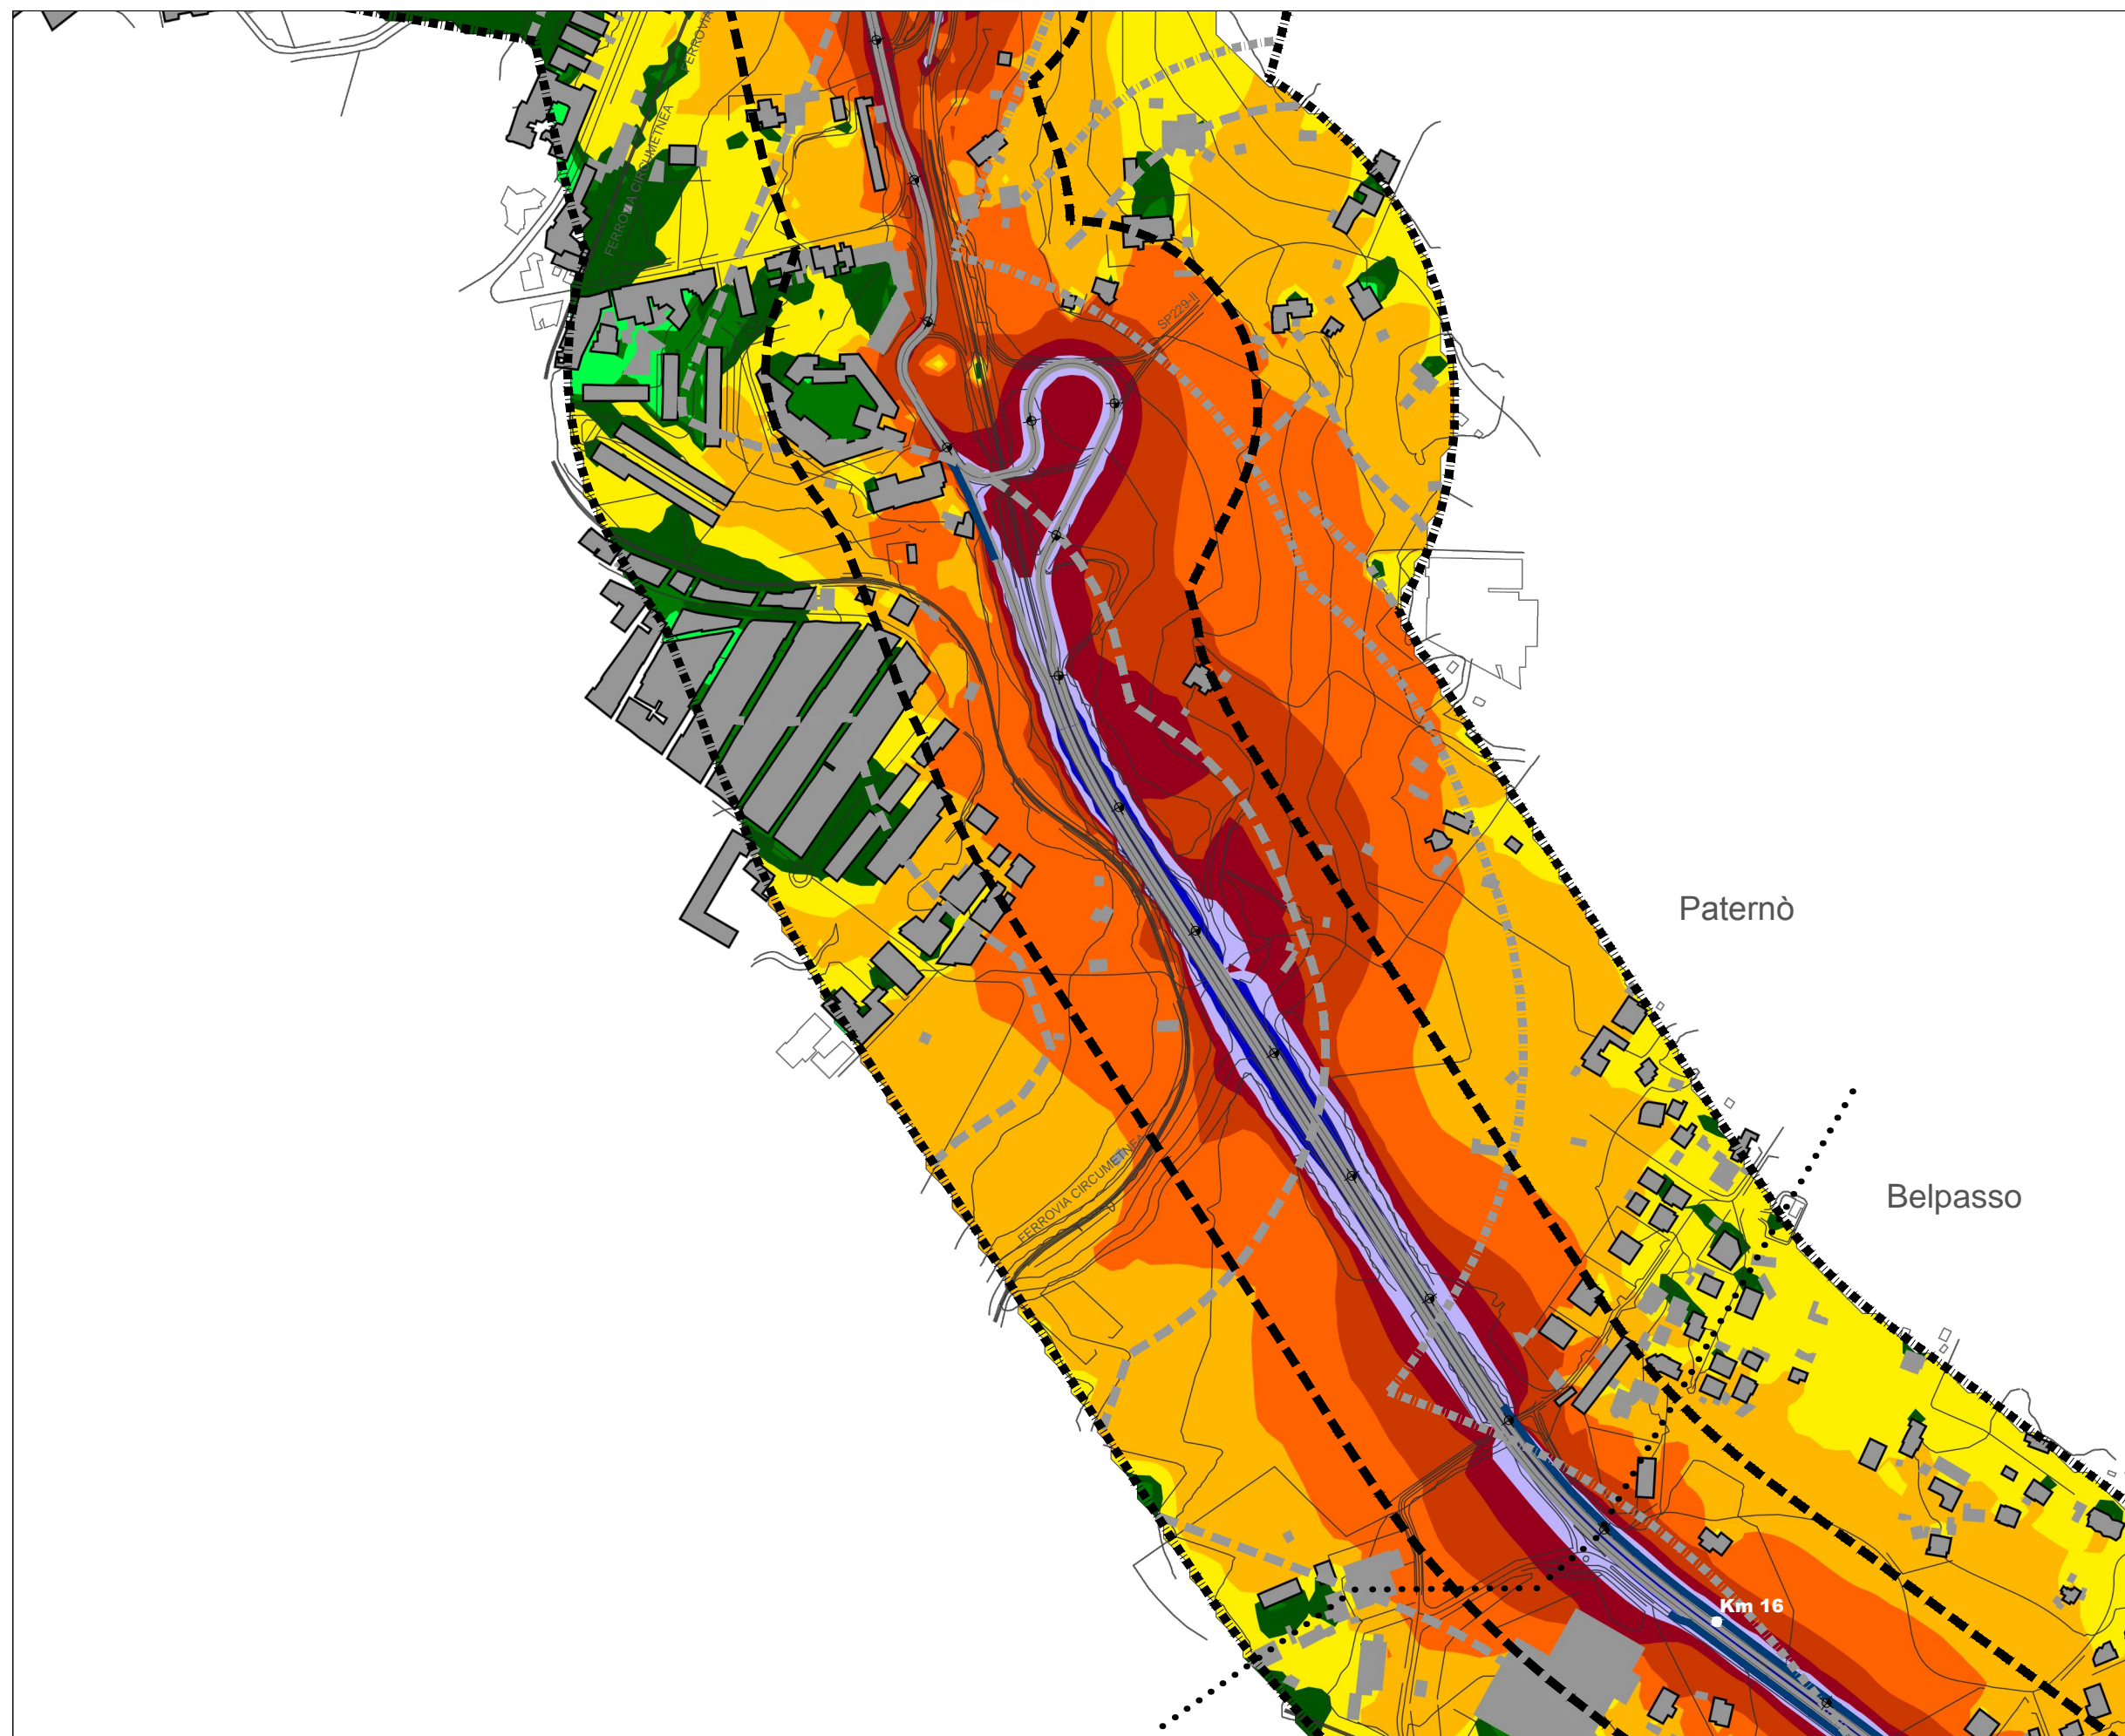 FERROVIA
FERROVIA CIRCUMETNEA
SP229-II
Paternò
Belpasso
FERROVIA CIRCUMETNEA
Km 16